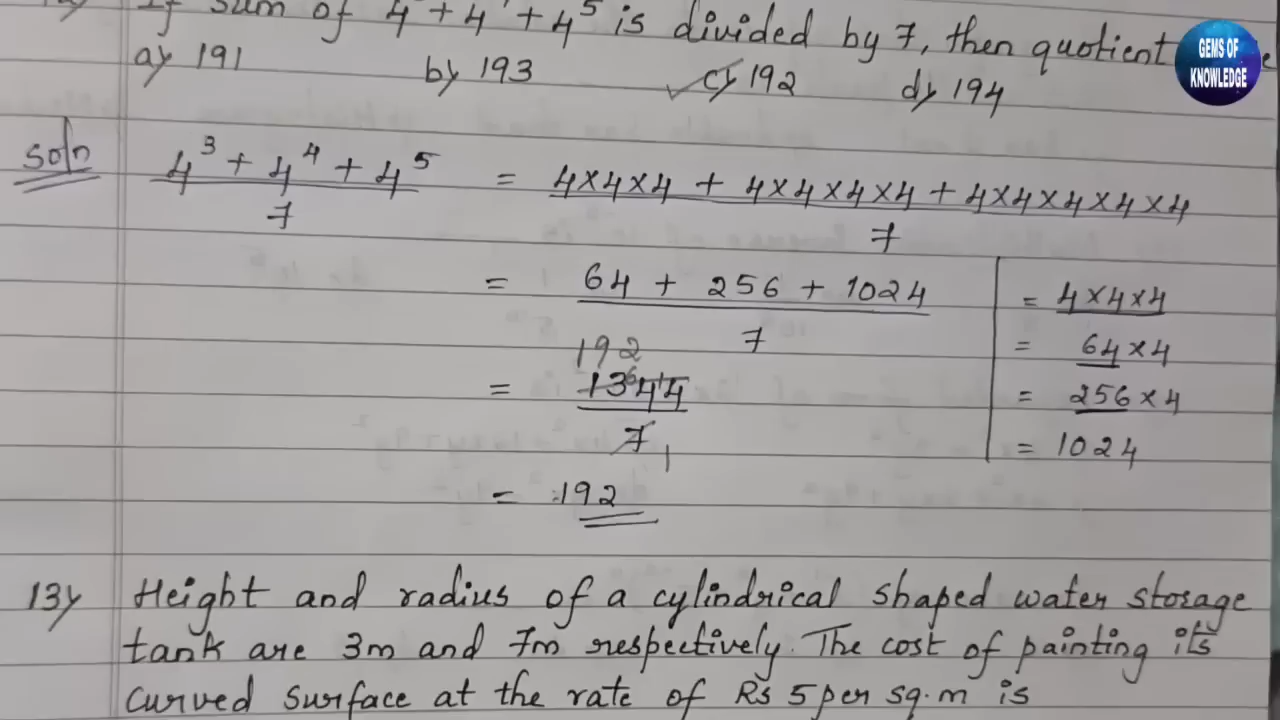 If sum of 4 + 4 + 4⁵ is divided by 7, then quotient
a) 191 b) 193 c) 192 d) 194
GEMS OF
KNOWLEDGE
Soln
4³ + 4⁴ + 4⁵ = 4×4×4 + 4×4×4×4 + 4×4×4×4×4
7 7
= 64 + 256 + 1024
7
= 4×4×4
= 64×4
= 256×4
= 1024
192
= 1344
7 1
= 192
13) Height and radius of a cylindrical shaped water storage
tank are 3m and 7m respectively. The cost of painting its
curved surface at the rate of Rs 5 per sq.m is